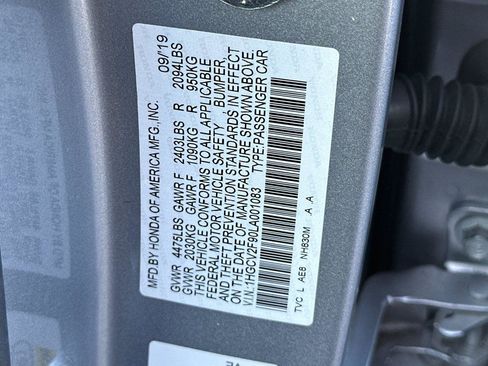 MFD.BY HONDA OF AMERICA MFG.,INC. 09/19
GVWR 4475LBS GAWR F 2403LBS R 2094LBS
GVWR 2030KG GAWR F 1090KG R 950KG
THIS VEHICLE CONFORMS TO ALL APPLICABLE
FEDERAL MOTOR VEHICLE SAFETY, BUMPER,
AND THEFT PREVENTION STANDARDS IN EFFECT
ON THE DATE OF MANUFACTURE SHOWN ABOVE.
V.I.N:1HGCV2F90LA001083 TYPE:PASSENGER CAR
TVC L AE8 NH830M A A